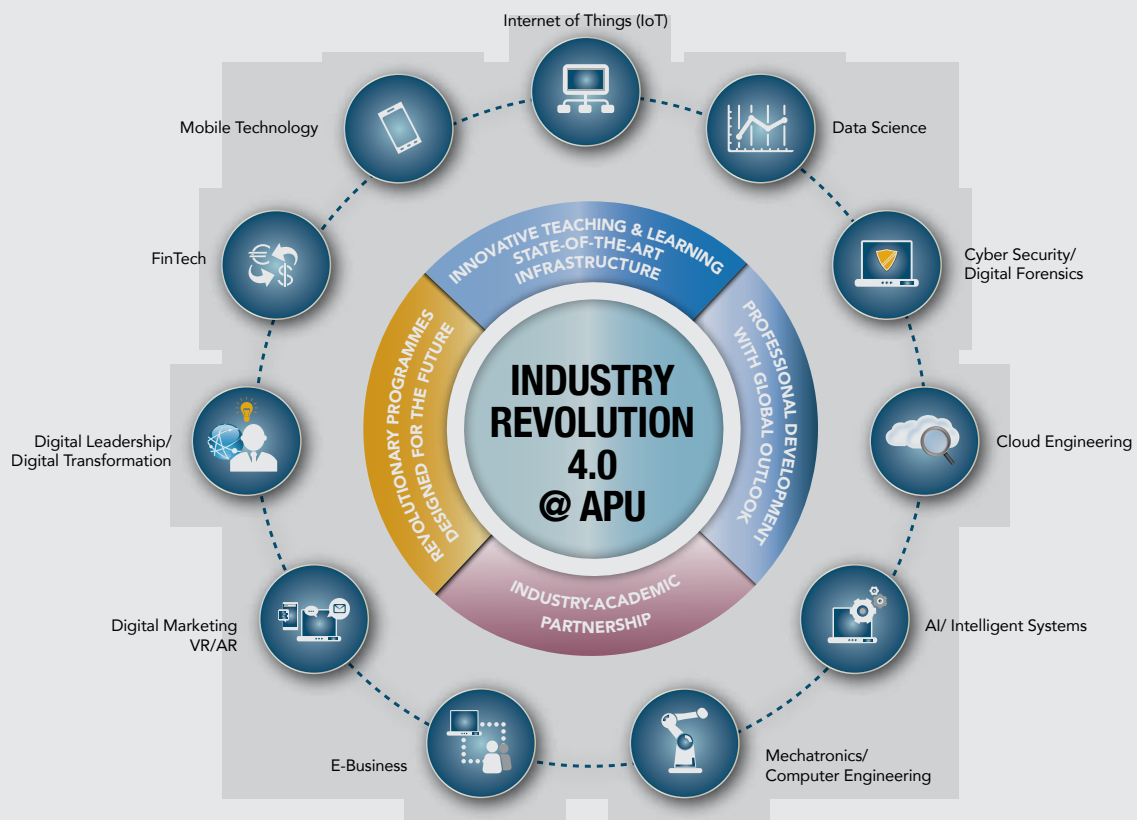 Internet of Things (IoT)
Mobile Technology
Data Science
FinTech
Cyber Security/
Digital Forensics
INNOVATIVE TEACHING & LEARNING
STATE-OF-THE-ART
INFRASTRUCTURE
REVOLUTIONARY PROGRAMMES
DESIGNED FOR THE FUTURE
PROFESSIONAL DEVELOPMENT
WITH GLOBAL OUTLOOK
INDUSTRY
REVOLUTION
4.0
@ APU
Digital Leadership/
Digital Transformation
Cloud Engineering
INDUSTRY-ACADEMIC
PARTNERSHIP
Digital Marketing
VR/AR
AI/ Intelligent Systems
E-Business
Mechatronics/
Computer Engineering